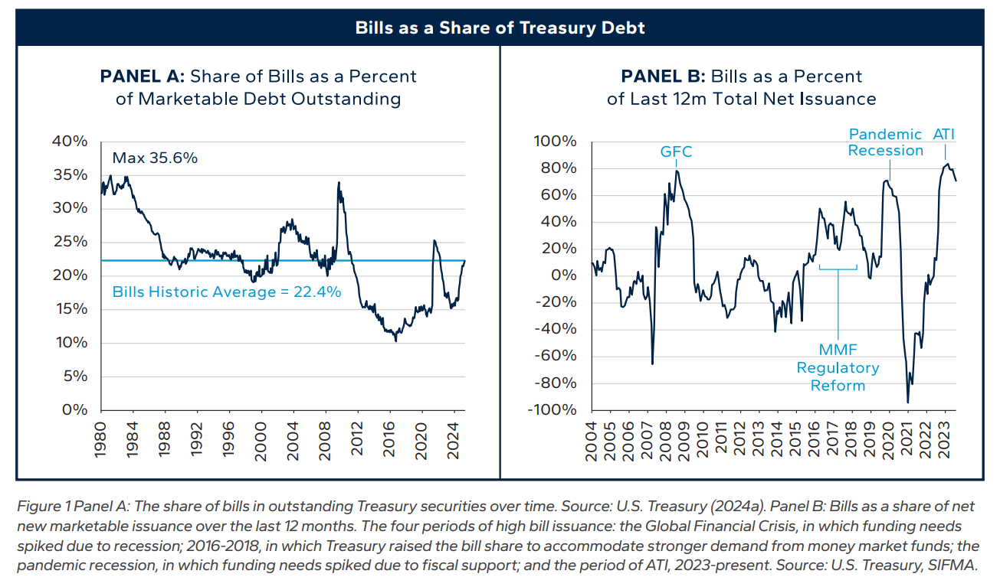 Bills as a Share of Treasury Debt
PANEL A: Share of Bills as a Percent
of Marketable Debt Outstanding
40%
35%
30%
25%
20%
15%
10%
5%
0%
Max 35.6%
Bills Historic Average = 22.4%
1980
1984
1988
1992
1996
2000
2004
2008
2012
2016
2020
2024
PANEL B: Bills as a Percent
of Last 12m Total Net Issuance
100%
80%
60%
40%
20%
0%
-20%
-40%
-60%
-80%
-100%
GFC
Pandemic
Recession
ATI
MMF
Regulatory
Reform
2004
2005
2006
2007
2008
2009
2010
2011
2012
2013
2014
2015
2016
2017
2018
2019
2020
2021
2022
2023
Figure 1 Panel A: The share of bills in outstanding Treasury securities over time. Source: U.S. Treasury (2024a). Panel B: Bills as a share of net
new marketable issuance over the last 12 months. The four periods of high bill issuance: the Global Financial Crisis, in which funding needs
spiked due to recession; 2016-2018, in which Treasury raised the bill share to accommodate stronger demand from money market funds; the
pandemic recession, in which funding needs spiked due to fiscal support; and the period of ATI, 2023-present. Source: U.S. Treasury, SIFMA.